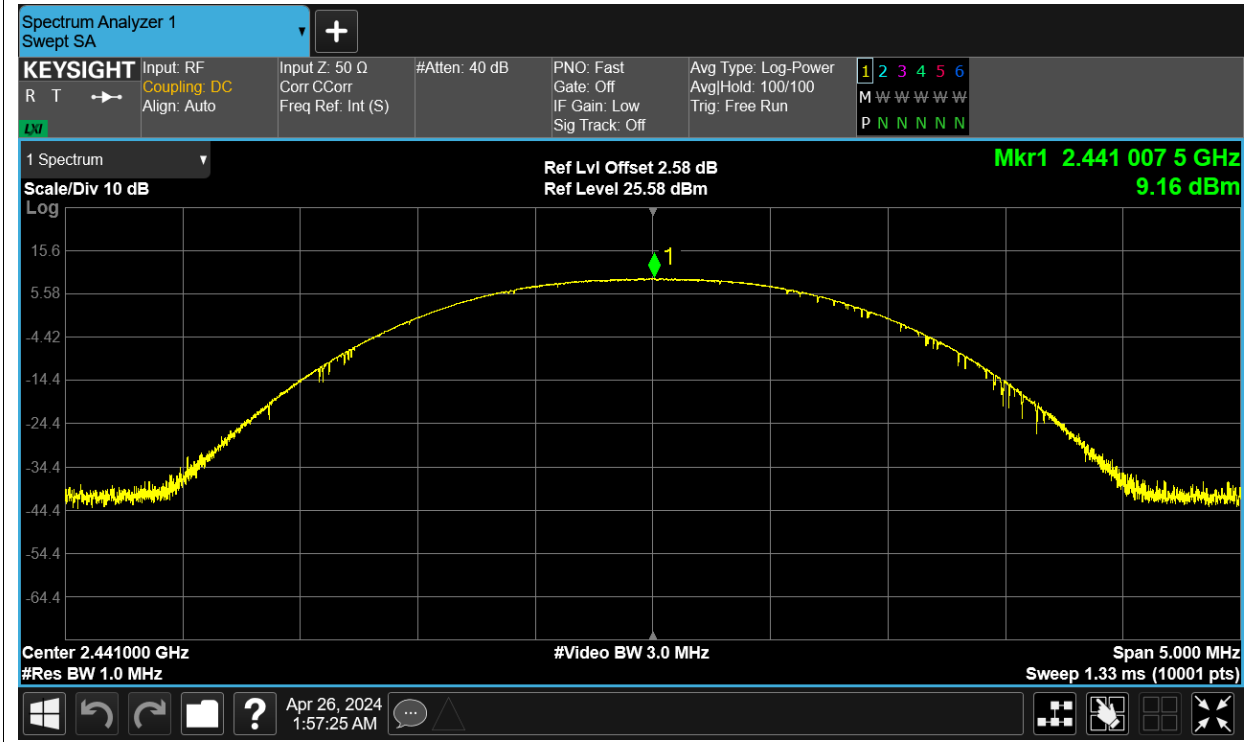 Spectrum Analyzer 1
Swept SA
+
KEYSIGHT
R T
LXI
Input: RF
Coupling: DC
Align: Auto
Input Z: 50 Ω
Corr CCorr
Freq Ref: Int (S)
#Atten: 40 dB
PNO: Fast
Gate: Off
IF Gain: Low
Sig Track: Off
Avg Type: Log-Power
Avg|Hold: 100/100
Trig: Free Run
1 2 3 4 5 6
M W W W W W W
P N N N N N N
1 Spectrum
Scale/Div 10 dB
Log
Ref Lvl Offset 2.58 dB
Ref Level 25.58 dBm
Mkr1 2.441 007 5 GHz
9.16 dBm
1
15.6
5.58
-4.42
-14.4
-24.4
-34.4
-44.4
-54.4
-64.4
Center 2.441000 GHz
#Video BW 3.0 MHz
Span 5.000 MHz
#Res BW 1.0 MHz
Sweep 1.33 ms (10001 pts)
?
Apr 26, 2024
1:57:25 AM